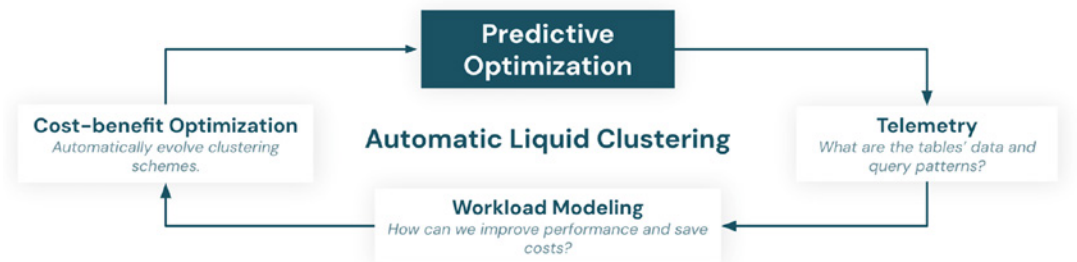 Predictive
Optimization
Cost-benefit Optimization
Automatically evolve clustering
schemes.
Automatic Liquid Clustering
Telemetry
What are the tables' data and
query patterns?
Workload Modeling
How can we improve performance and save
costs?